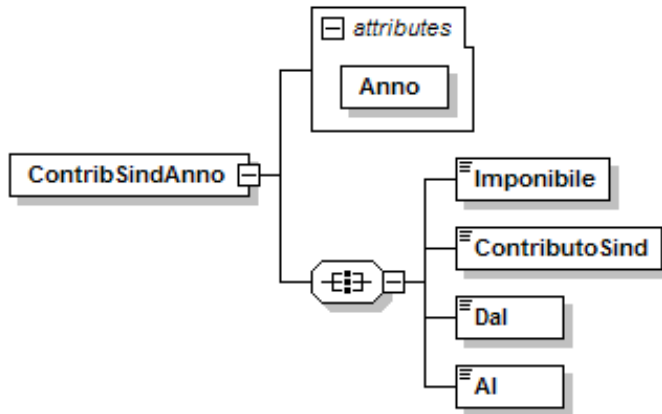 attributes
Anno
ContribSindAnno
Imponibile
ContributoSind
Dal
Al